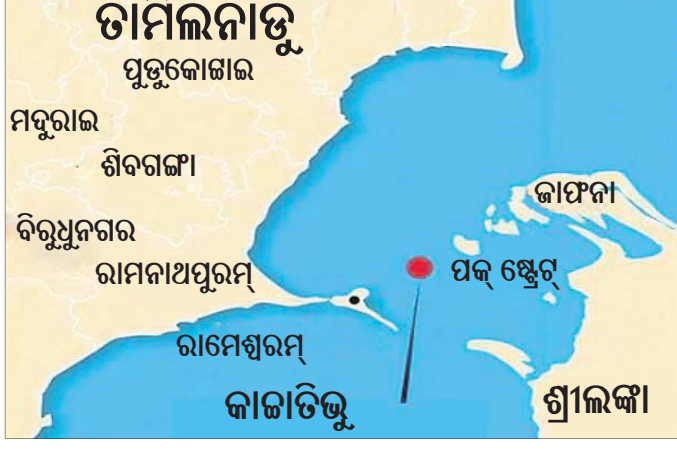 ତାମିଲନାଡୁ
ପୁଡୁକୋଟ୍ଟାଇ
ମଦୁରାଇ
ଶିବଗଙ୍ଗା
ଜାଫନା
ବିରୁଧୁନଗର
ରାମନାଥପୁରମ୍
ପକ୍ ଷ୍ଟ୍ରେଟ୍
ରାମେଶ୍ୱରମ୍
କାଚ୍ଚାତିଭୁ
ଶ୍ରୀଲଙ୍କା